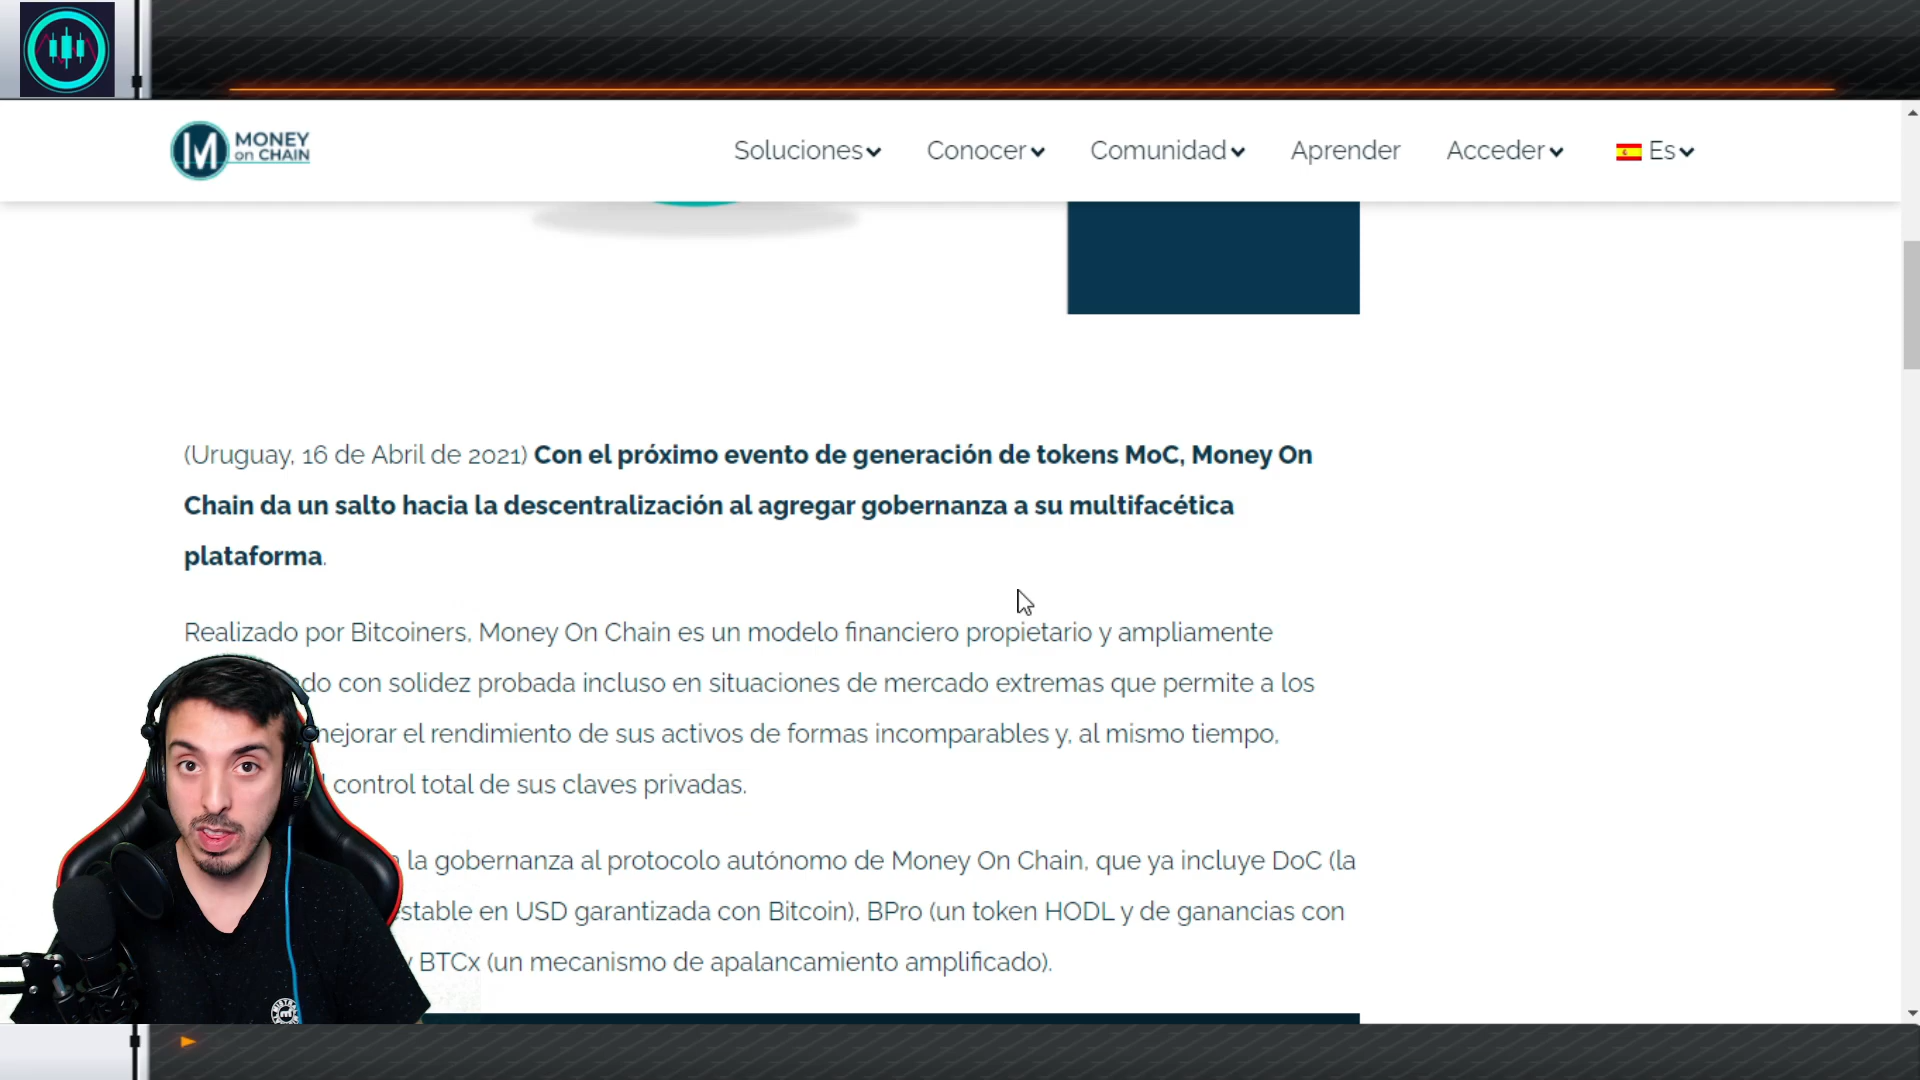 MONEY
on CHAIN
Soluciones Conocer Comunidad Aprender Acceder Es
(Uruguay, 16 de Abril de 2021) Con el próximo evento de generación de tokens MoC, Money On
Chain da un salto hacia la descentralización al agregar gobernanza a su multifacética
plataforma.
Realizado por Bitcoiners, Money On Chain es un modelo financiero propietario y ampliamente
do con solidez probada incluso en situaciones de mercado extremas que permite a los
mejorar el rendimiento de sus activos de formas incomparables y, al mismo tiempo,
control total de sus claves privadas.
la gobernanza al protocolo autónomo de Money On Chain, que ya incluye DoC (la
estable en USD garantizada con Bitcoin), BPro (un token HODL y de ganancias con
y BTCx (un mecanismo de apalancamiento amplificado).